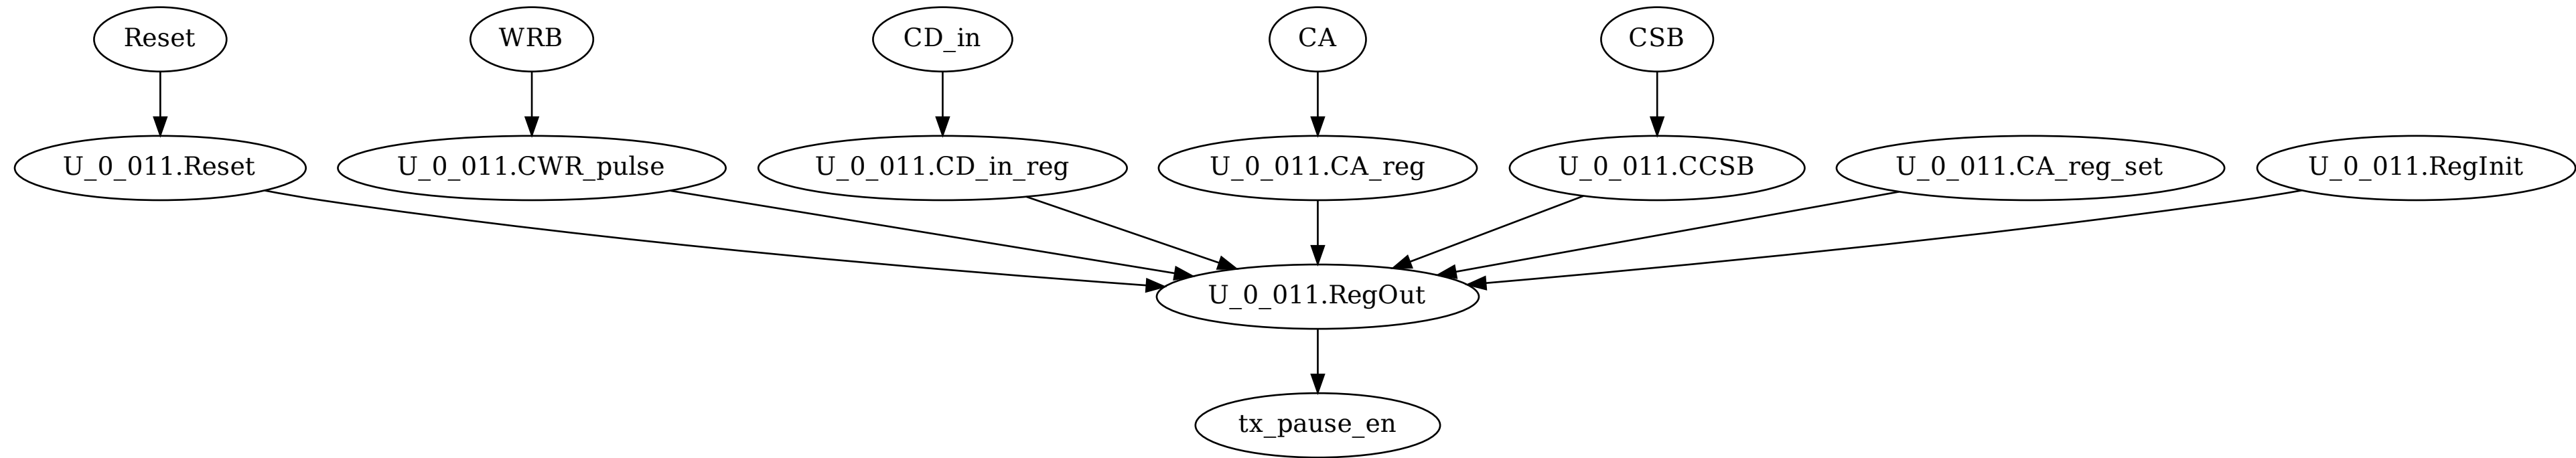 Reset
WRB
CD_in
CA
CSB
U_0_011.Reset
U_0_011.CWR_pulse
U_0_011.CD_in_reg
U_0_011.CA_reg
U_0_011.CCSB
U_0_011.CA_reg_set
U_0_011.RegInit
U_0_011.RegOut
tx_pause_en